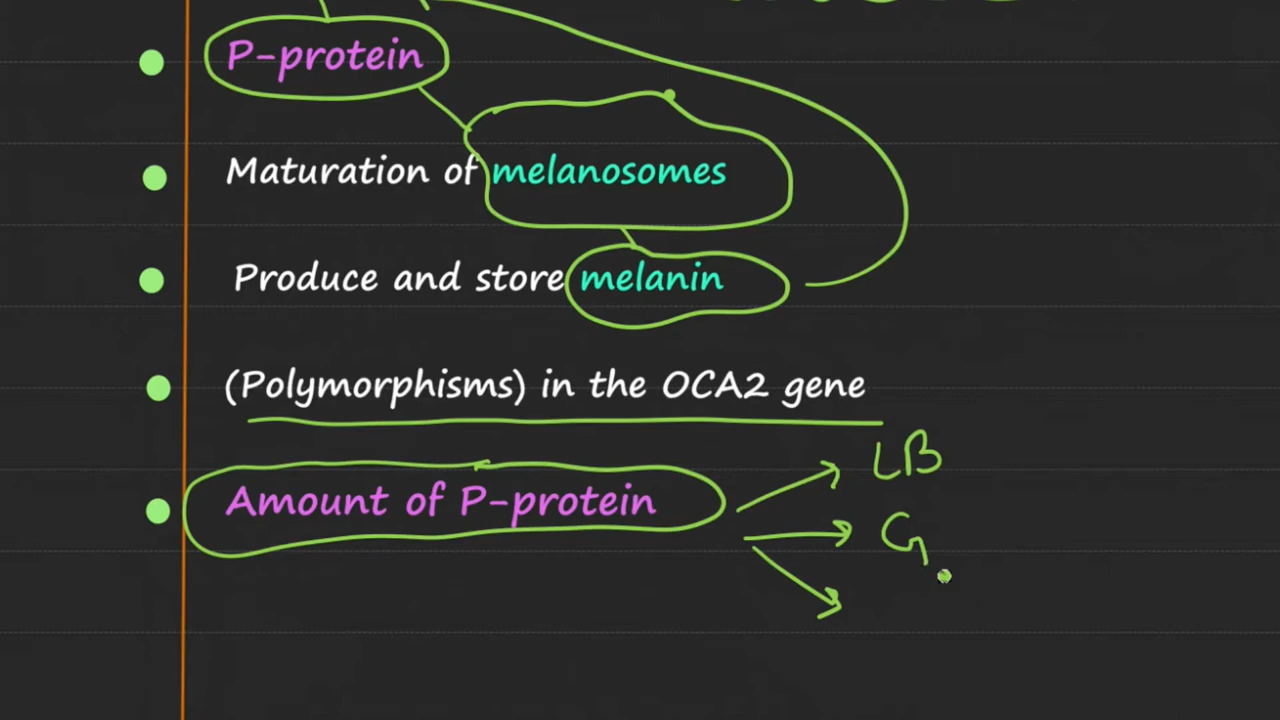 P-protein
Maturation of melanosomes
Produce and store melanin
(Polymorphisms) in the OCA2 gene
LB
Amount of P-protein
G